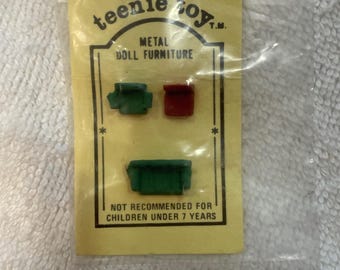 teenie toy T.M.
METAL
DOLL FURNITURE
NOT RECOMMENDED FOR
CHILDREN UNDER 7 YEARS